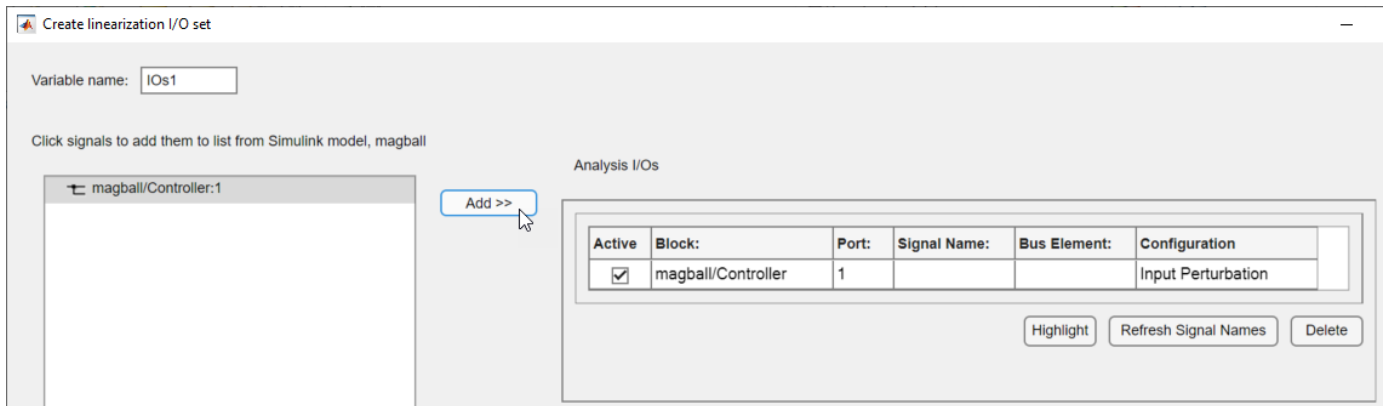 Create linearization I/O set
Variable name: IOs1
Click signals to add them to list from Simulink model, magball
magball/Controller:1
Add >>
Analysis I/Os
Active Block: Port: Signal Name: Bus Element: Configuration
magball/Controller 1 Input Perturbation
Highlight Refresh Signal Names Delete